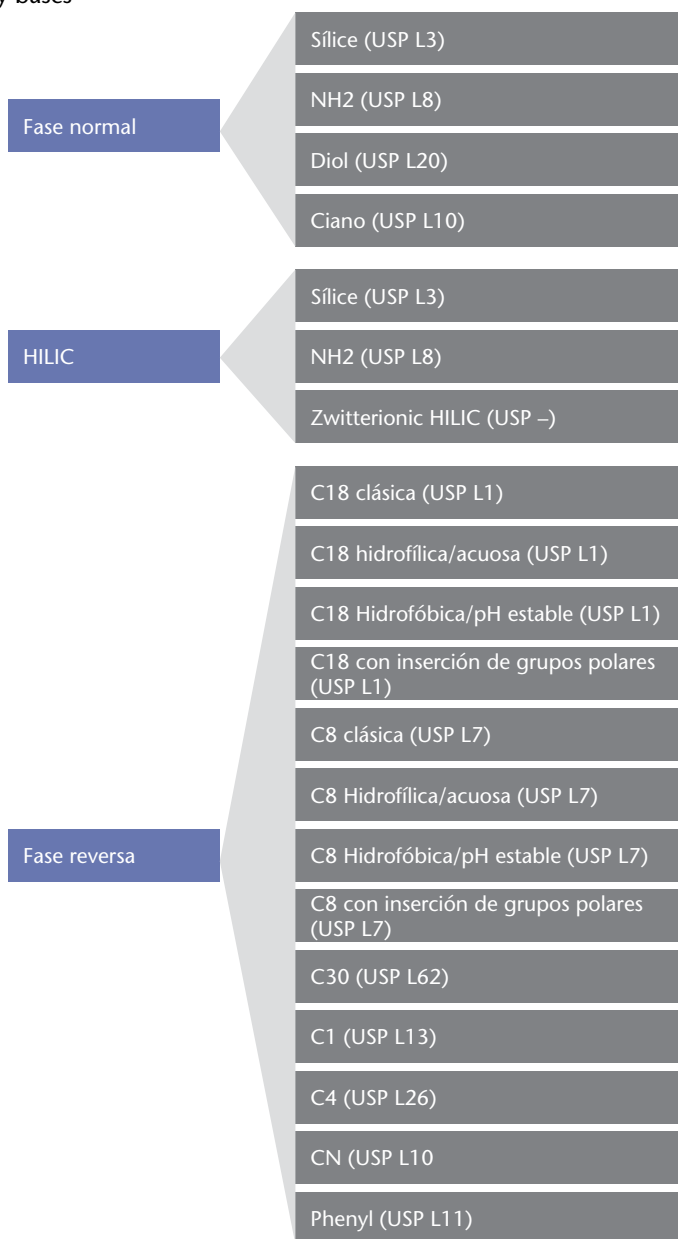 y bases
Sílice (USP L3)
NH2 (USP L8)
Fase normal
Diol (USP L20)
Ciano (USP L10)
Sílice (USP L3)
HILIC
NH2 (USP L8)
Zwitterionic HILIC (USP –)
C18 clásica (USP L1)
C18 hidrofílica/acuosa (USP L1)
C18 Hidrofóbica/pH estable (USP L1)
C18 con inserción de grupos polares
(USP L1)
C8 clásica (USP L7)
C8 Hidrofílica/acuosa (USP L7)
Fase reversa
C8 Hidrofóbica/pH estable (USP L7)
C8 con inserción de grupos polares
(USP L7)
C30 (USP L62)
C1 (USP L13)
C4 (USP L26)
CN (USP L10
Phenyl (USP L11)